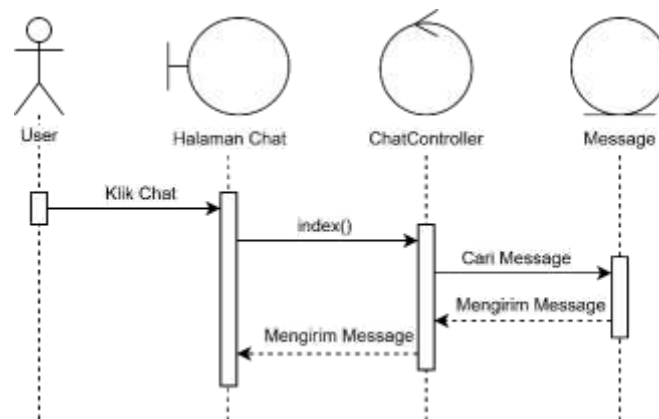 User
Halaman Chat
ChatController
Message
Klik Chat
index()
Cari Message
Mengirim Message
Mengirim Message